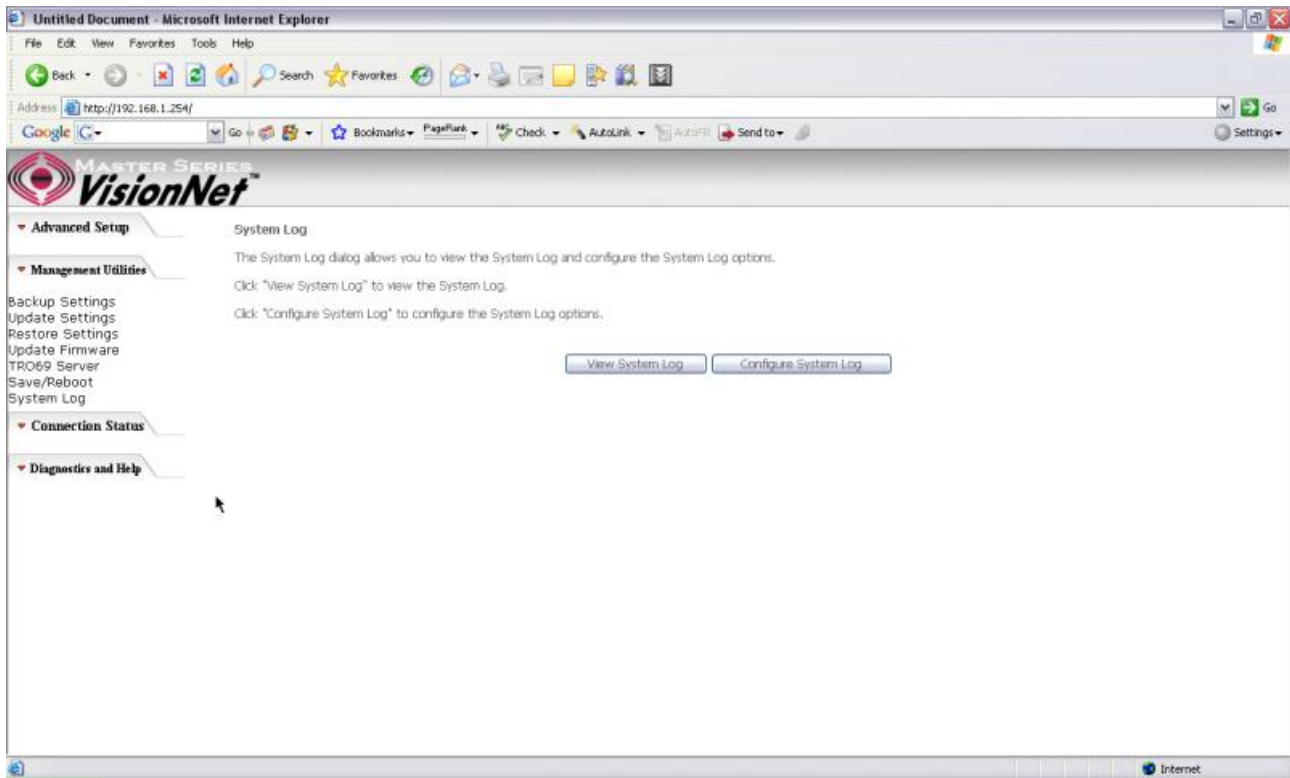 Untitled Document - Microsoft Internet Explorer
File Edit View Favorites Tools Help
Back Search Favorites
Address http://192.168.1.254/ Go
Google G Go Bookmarks PageRank Check AutoLink AutoFill Send to Settings
MASTER SERIES
VisionNet™
Advanced Setup
Management Utilities
Backup Settings
Update Settings
Restore Settings
Update Firmware
TRO69 Server
Save/Reboot
System Log
Connection Status
Diagnostics and Help
System Log
The System Log dialog allows you to view the System Log and configure the System Log options.
Click "View System Log" to view the System Log.
Click "Configure System Log" to configure the System Log options.
View System Log Configure System Log
Internet